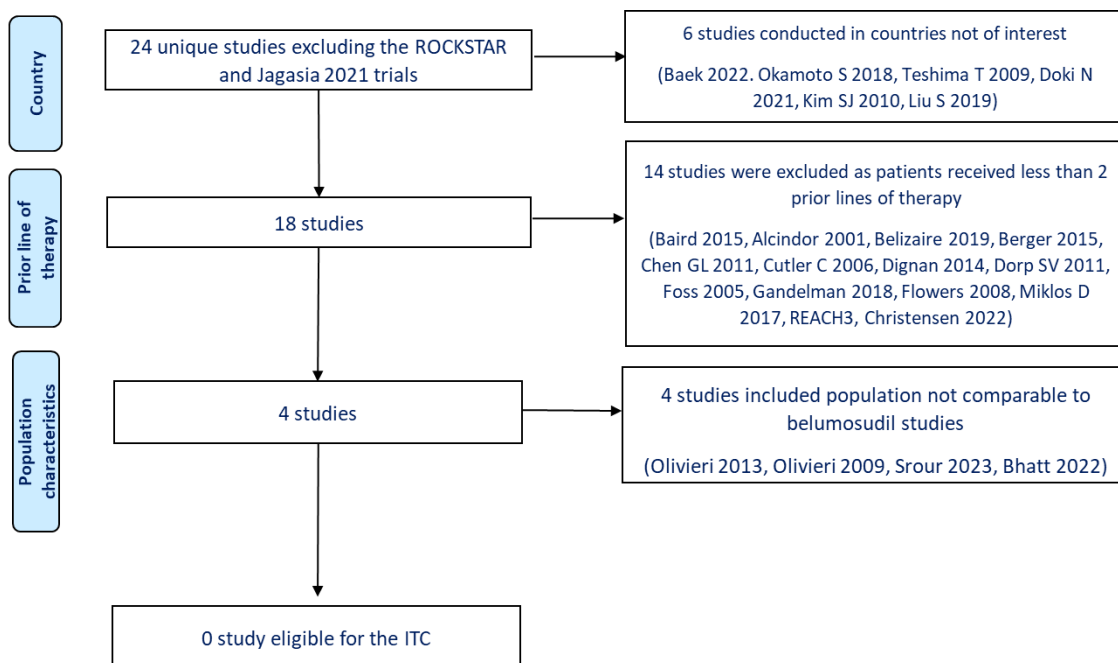 Country
24 unique studies excluding the ROCKSTAR
and Jagasia 2021 trials
6 studies conducted in countries not of interest
(Baek 2022. Okamoto S 2018, Teshima T 2009, Doki N
2021, Kim SJ 2010, Liu S 2019)
Prior line of
therapy
18 studies
14 studies were excluded as patients received less than 2
prior lines of therapy
(Baird 2015, Alcindor 2001, Belizaire 2019, Berger 2015,
Chen GL 2011, Cutler C 2006, Dignan 2014, Dorp SV 2011,
Foss 2005, Gandelman 2018, Flowers 2008, Miklos D
2017, REACH3, Christensen 2022)
Population
characteristics
4 studies
4 studies included population not comparable to
belumosudil studies
(Olivieri 2013, Olivieri 2009, Srour 2023, Bhatt 2022)
0 study eligible for the ITC